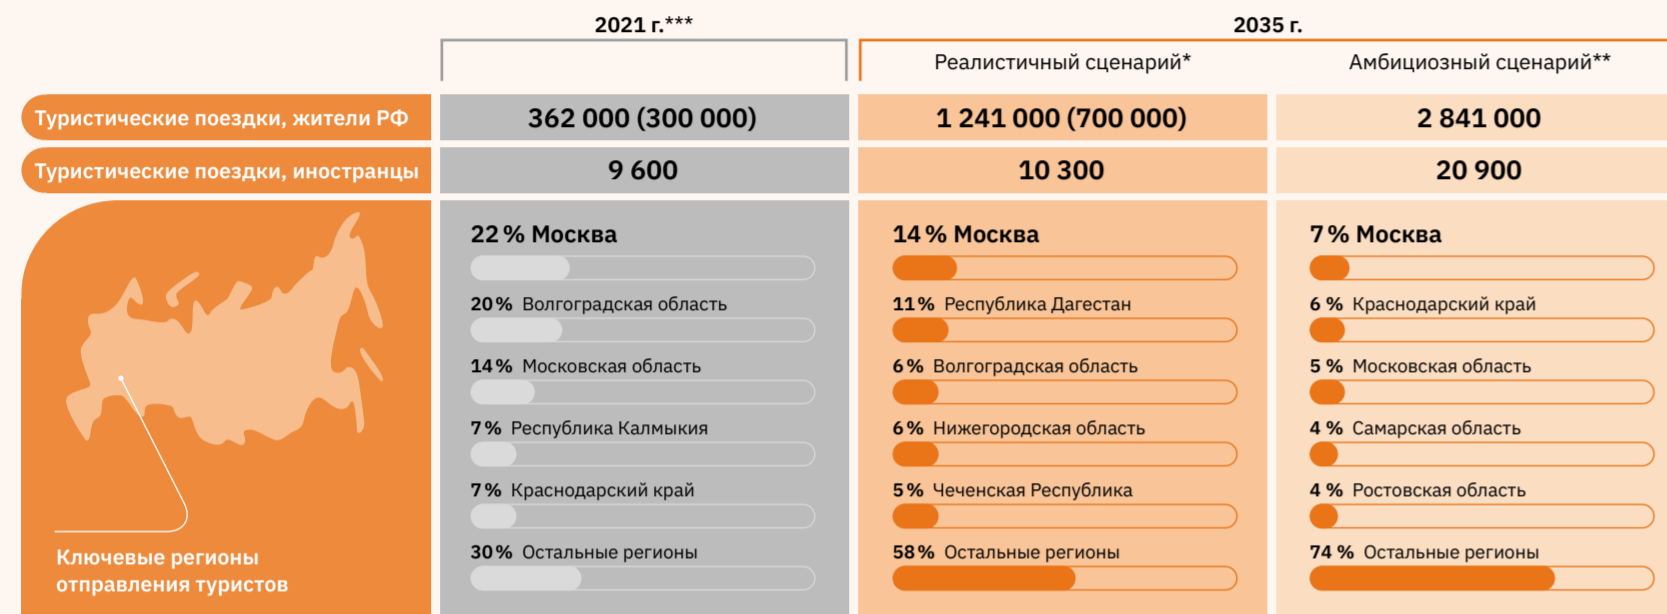 2021 г.***
2035 г.
Реалистичный сценарий*
Амбициозный сценарий**
Туристические поездки, жители РФ
362 000 (300 000)
1 241 000 (700 000)
2 841 000
Туристические поездки, иностранцы
9 600
10 300
20 900
22 % Москва
20 % Волгоградская область
14 % Московская область
7 % Республика Калмыкия
7 % Краснодарский край
30 % Остальные регионы
14 % Москва
11 % Республика Дагестан
6 % Волгоградская область
6 % Нижегородская область
5 % Чеченская Республика
58 % Остальные регионы
7 % Москва
6 % Краснодарский край
5 % Московская область
4 % Самарская область
4 % Ростовская область
74 % Остальные регионы
Ключевые регионы
отправления туристов